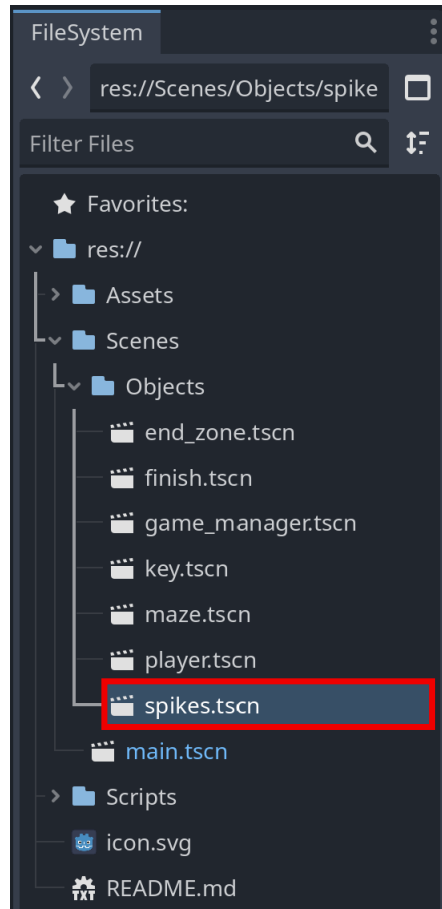 FileSystem
res://Scenes/Objects/spike
Filter Files
Favorites:
res://
Assets
Scenes
Objects
end_zone.tscn
finish.tscn
game_manager.tscn
key.tscn
maze.tscn
player.tscn
spikes.tscn
main.tscn
Scripts
icon.svg
TXT README.md